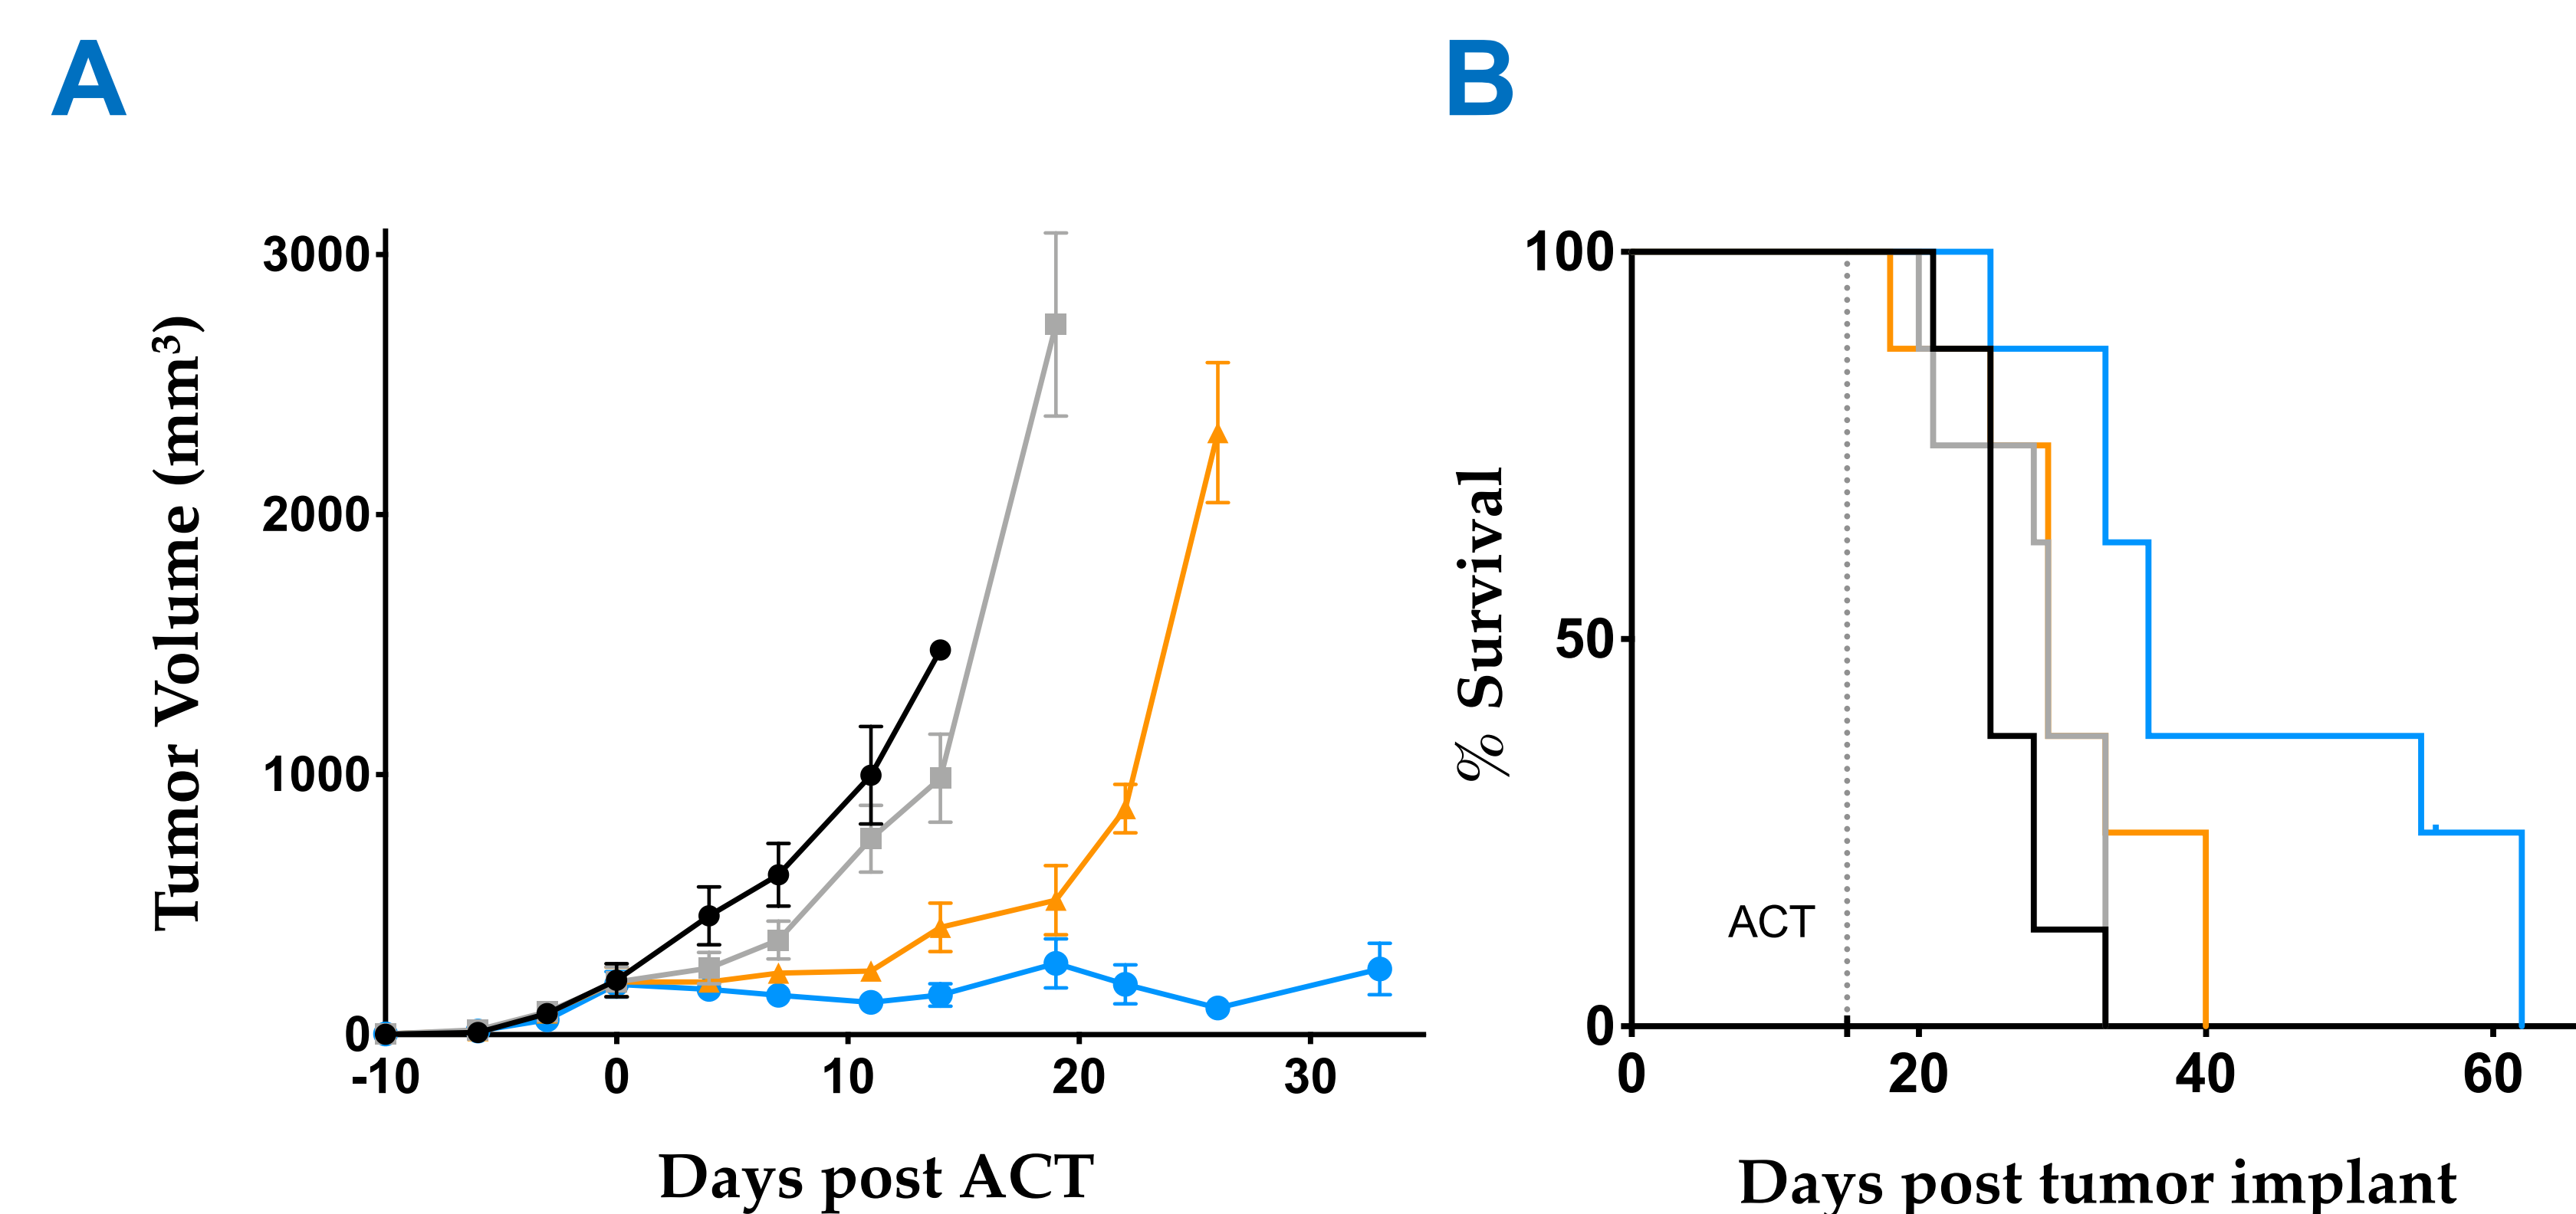 A
B
Tumor Volume (mm³)
3000
2000
1000
0
-10 0 10 20 30
Days post ACT
% Survival
100
50
0
ACT
0 20 40 60
Days post tumor implant